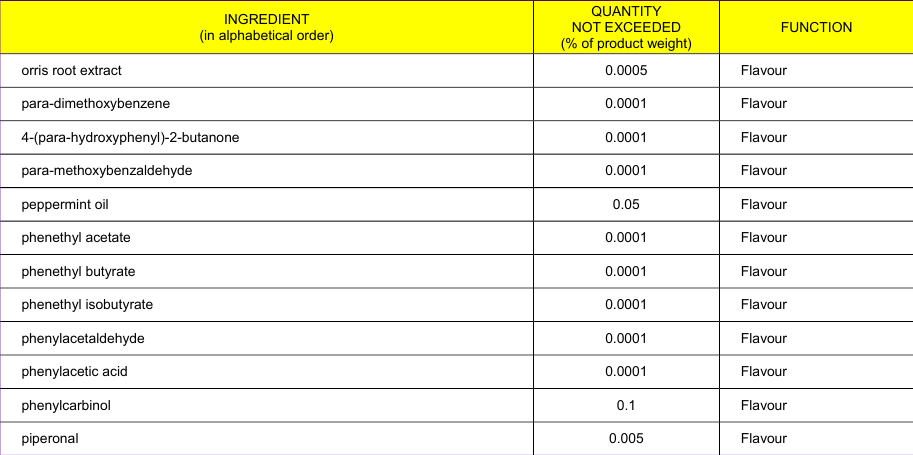 INGREDIENT
(in alphabetical order)
QUANTITY
NOT EXCEEDED
(% of product weight)
FUNCTION
orris root extract 0.0005 Flavour
para-dimethoxybenzene 0.0001 Flavour
4-(para-hydroxyphenyl)-2-butanone 0.0001 Flavour
para-methoxybenzaldehyde 0.0001 Flavour
peppermint oil 0.05 Flavour
phenethyl acetate 0.0001 Flavour
phenethyl butyrate 0.0001 Flavour
phenethyl isobutyrate 0.0001 Flavour
phenylacetaldehyde 0.0001 Flavour
phenylacetic acid 0.0001 Flavour
phenylcarbinol 0.1 Flavour
piperonal 0.005 Flavour